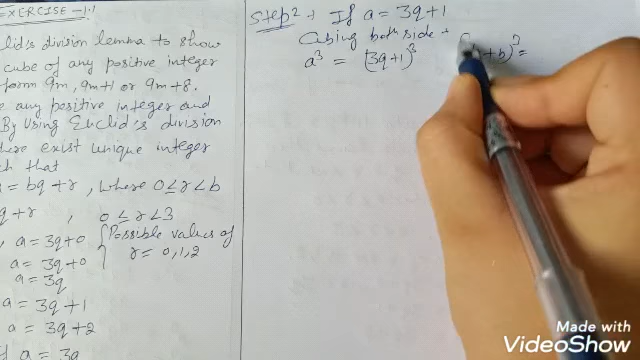 EXERCISE - 1.1
lid's division lemma to show
cube of any positive integer
form 9m, 9m+1 or 9m+8.
any positive integer and
By using Euclid's division
here exist unique integer
ch that
= bq + r, where 0 ≤ r < b
q + r , 0 ≤ r < 3
, a = 3q+0 {Possible values of
a = 3q+0 r = 0,1,2
a = 3q
a = 3q+1
a = 3q+2
If a = 3q
Step 2 : If a = 3q+1
Cubing both side
a³ = (3q+1)³ +b)³ =
Made with
VideoShow